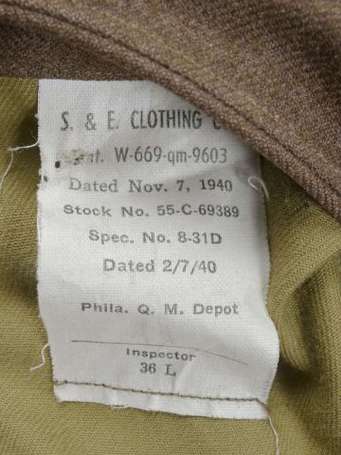 S. & E. CLOTHING
W-669-qm-9603
Dated Nov. 7, 1940
Stock No. 55-C-69389
Spec. No. 8-31D
Dated 2/7/40
Phila. Q. M. Depot
Inspector
36 L